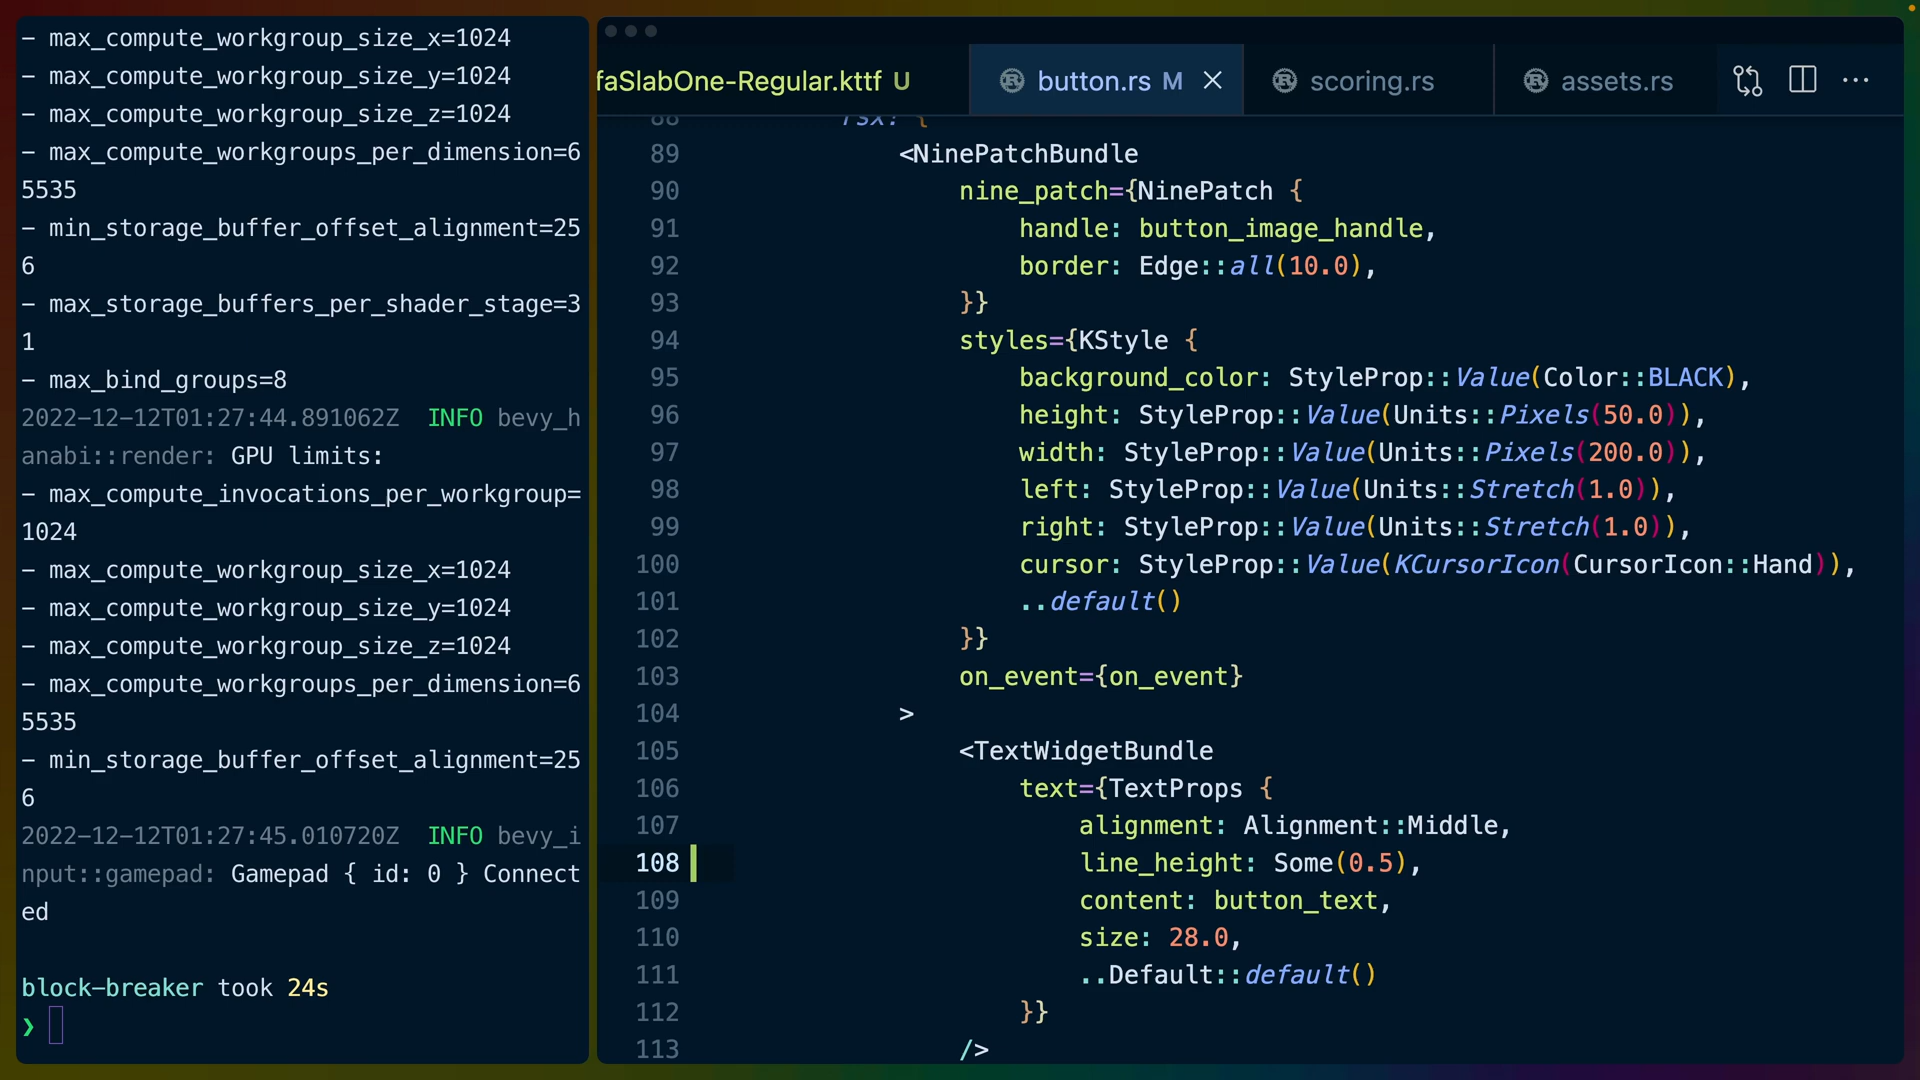 - max_compute_workgroup_size_x=1024
- max_compute_workgroup_size_y=1024
- max_compute_workgroup_size_z=1024
- max_compute_workgroups_per_dimension=6
5535
- min_storage_buffer_offset_alignment=25
6
- max_storage_buffers_per_shader_stage=3
1
- max_bind_groups=8
2022-12-12T01:27:44.891062Z  INFO bevy_h
anabi::render: GPU limits:
- max_compute_invocations_per_workgroup=
1024
- max_compute_workgroup_size_x=1024
- max_compute_workgroup_size_y=1024
- max_compute_workgroup_size_z=1024
- max_compute_workgroups_per_dimension=6
5535
- min_storage_buffer_offset_alignment=25
6
2022-12-12T01:27:45.010720Z  INFO bevy_i
nput::gamepad: Gamepad { id: 0 } Connect
ed
block-breaker took 24s
❯
faSlabOne-Regular.kttf U
button.rs M
scoring.rs
assets.rs
88 rsx! {
89 <NinePatchBundle
90 nine_patch={NinePatch {
91 handle: button_image_handle,
92 border: Edge::all(10.0),
93 }}
94 styles={KStyle {
95 background_color: StyleProp::Value(Color::BLACK),
96 height: StyleProp::Value(Units::Pixels(50.0)),
97 width: StyleProp::Value(Units::Pixels(200.0)),
98 left: StyleProp::Value(Units::Stretch(1.0)),
99 right: StyleProp::Value(Units::Stretch(1.0)),
100 cursor: StyleProp::Value(KCursorIcon(CursorIcon::Hand)),
101 ..default()
102 }}
103 on_event={on_event}
104 >
105 <TextWidgetBundle
106 text={TextProps {
107 alignment: Alignment::Middle,
108 line_height: Some(0.5),
109 content: button_text,
110 size: 28.0,
111 ..Default::default()
112 }}
113 />